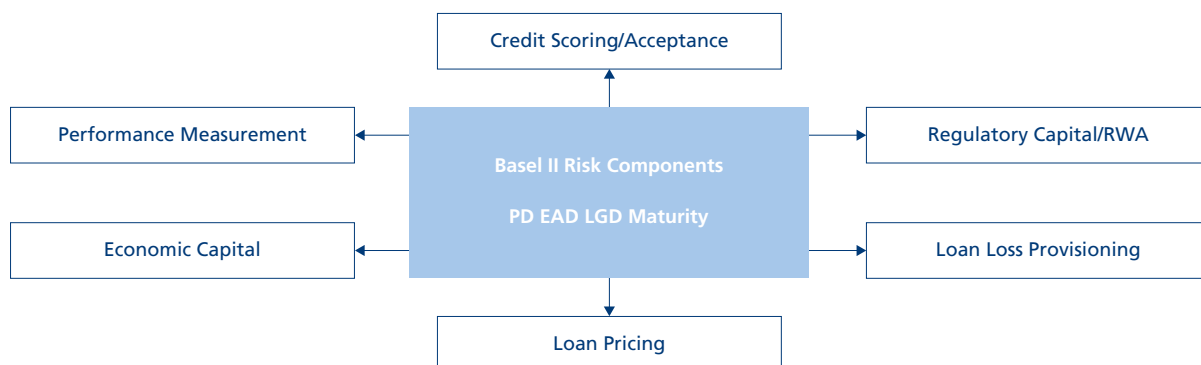 Credit Scoring/Acceptance
Performance Measurement
Regulatory Capital/RWA
Basel II Risk Components
PD EAD LGD Maturity
Economic Capital
Loan Loss Provisioning
Loan Pricing